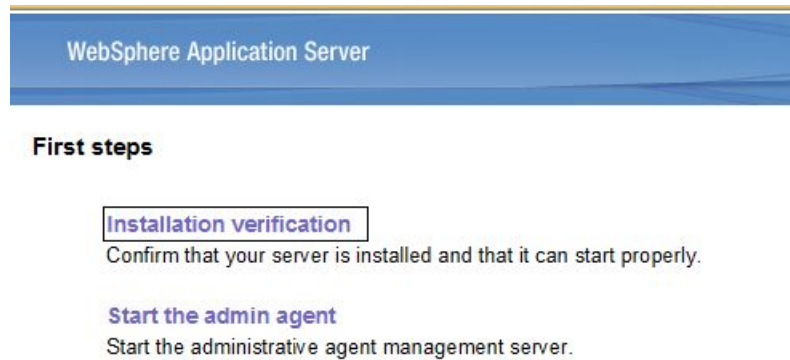 WebSphere Application Server
First steps
Installation verification
Confirm that your server is installed and that it can start properly.
Start the admin agent
Start the administrative agent management server.